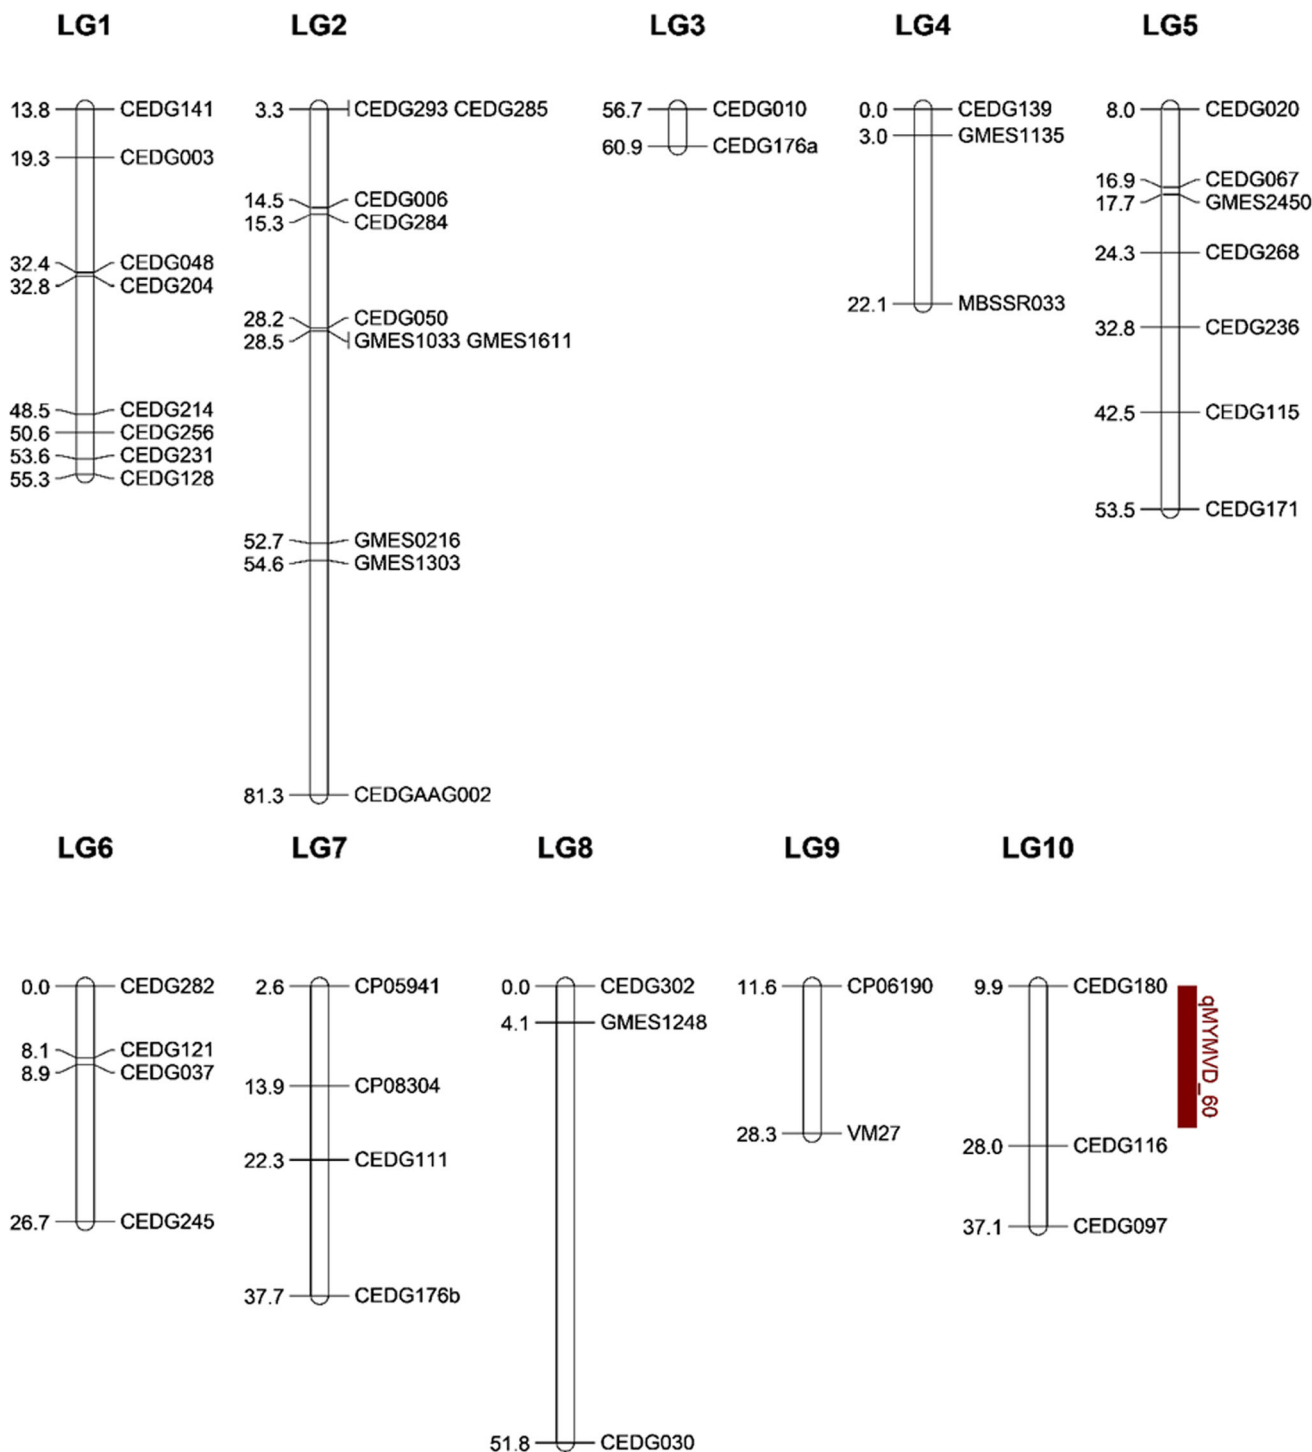 LG1 LG2 LG3 LG4 LG5
13.8 CEDG141
19.3 CEDG003
32.4 CEDG048
32.8 CEDG204
48.5 CEDG214
50.6 CEDG256
53.6 CEDG231
55.3 CEDG128
3.3 CEDG293 CEDG285
14.5 CEDG006
15.3 CEDG284
28.2 CEDG050
28.5 GMES1033 GMES1611
52.7 GMES0216
54.6 GMES1303
81.3 CEDGAAG002
56.7 CEDG010
60.9 CEDG176a
0.0 CEDG139
3.0 GMES1135
22.1 MBSSR033
8.0 CEDG020
16.9 CEDG067
17.7 GMES2450
24.3 CEDG268
32.8 CEDG236
42.5 CEDG115
53.5 CEDG171
LG6 LG7 LG8 LG9 LG10
0.0 CEDG282
8.1 CEDG121
8.9 CEDG037
26.7 CEDG245
2.6 CP05941
13.9 CP08304
22.3 CEDG111
37.7 CEDG176b
0.0 CEDG302
4.1 GMES1248
51.8 CEDG030
11.6 CP06190
28.3 VM27
9.9 CEDG180
28.0 CEDG116
37.1 CEDG097
qMYMVD_60